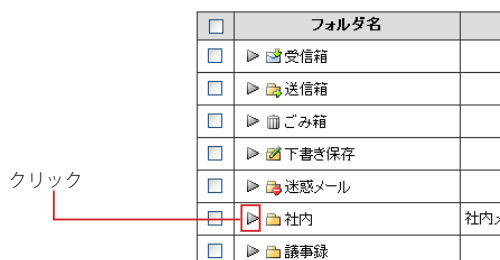 フォルダ名
受信箱
送信箱
ごみ箱
下書き保存
迷惑メール
クリック
社内 社内
議事録